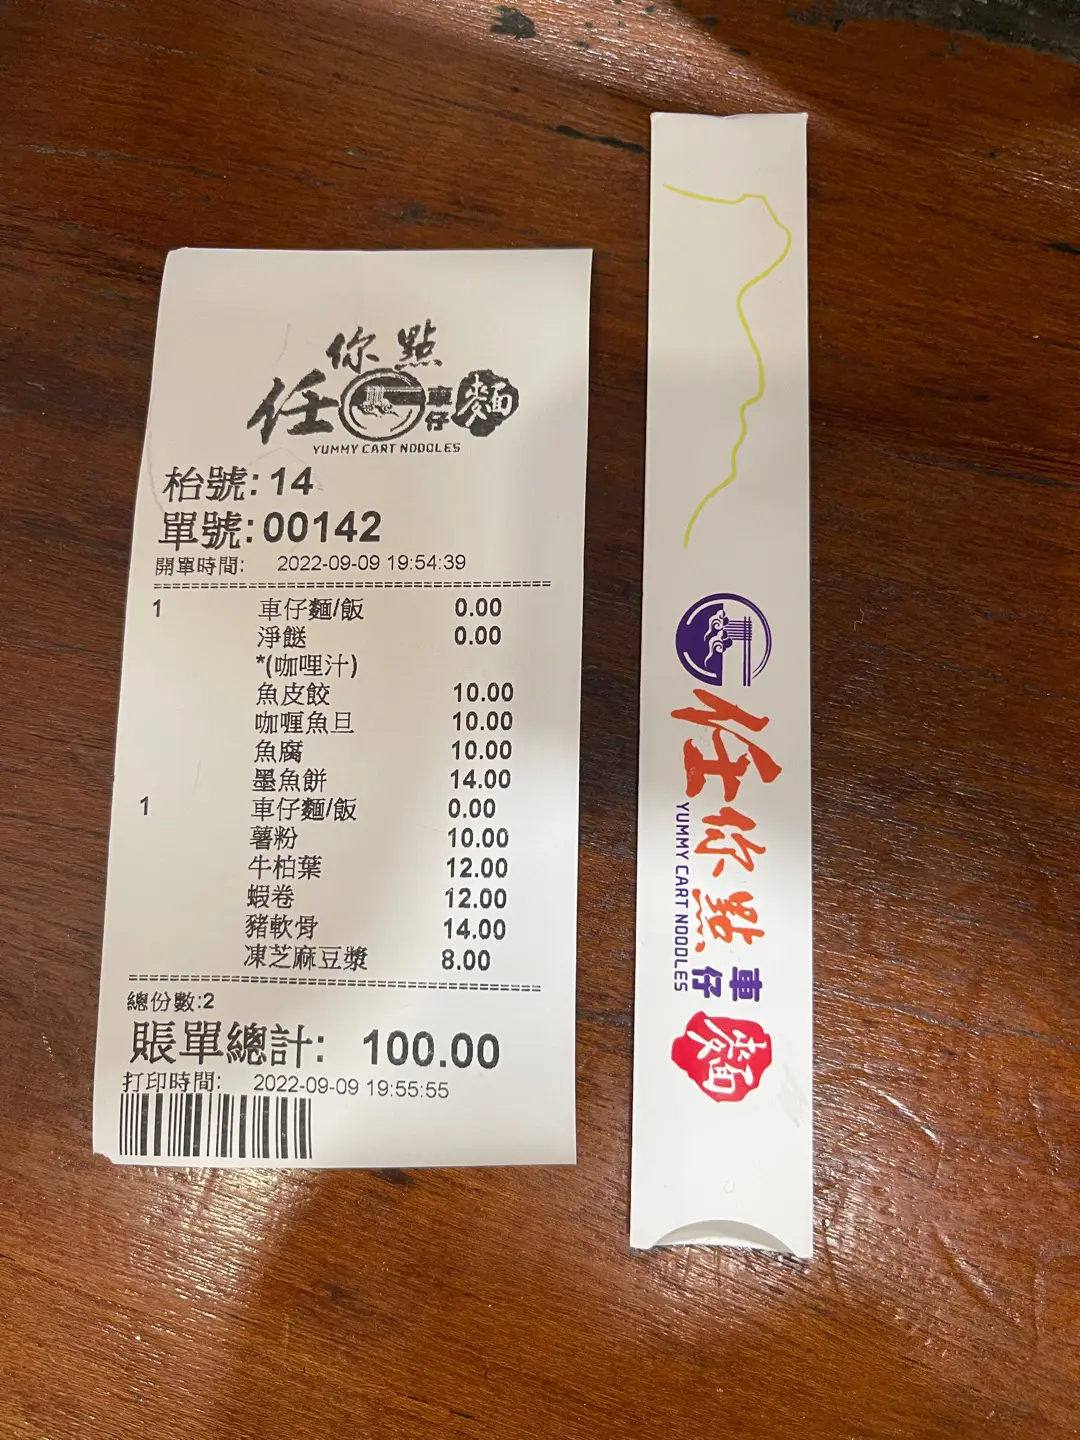 你點
任 車仔 麵
YUMMY CART NOODLES
枱號: 14
單號: 00142
開單時間: 2022-09-09 19:54:39
1 車仔麵/飯 0.00
淨餸 0.00
*(咖哩汁)
魚皮餃 10.00
咖喱魚旦 10.00
魚腐 10.00
墨魚餅 14.00
1 車仔麵/飯 0.00
薯粉 10.00
牛柏葉 12.00
蝦卷 12.00
豬軟骨 14.00
凍芝麻豆漿 8.00
總份數:2
賬單總計: 100.00
打印時間: 2022-09-09 19:55:55
任你點 車仔 麵
YUMMY CART NOODLES